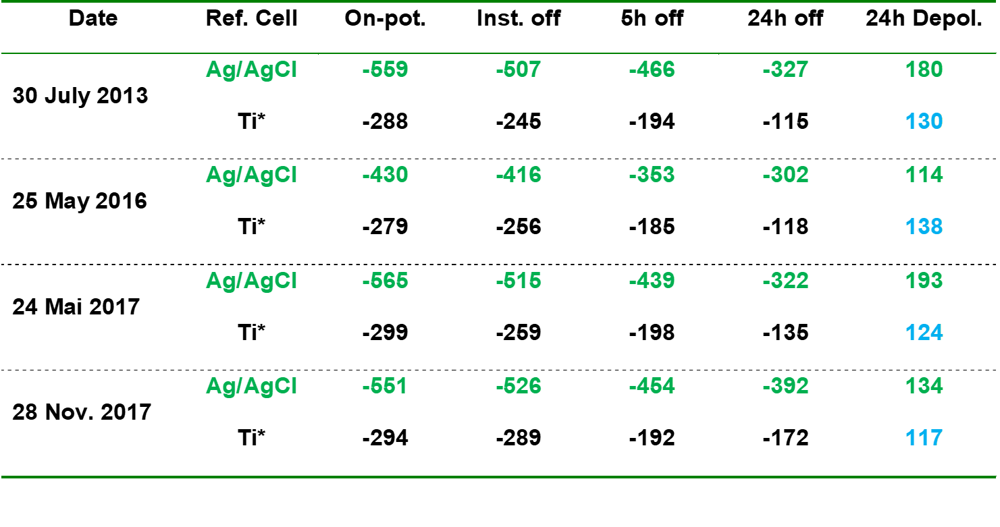 Date Ref. Cell On-pot. Inst. off 5h off 24h off 24h Depol.
30 July 2013
Ag/AgCl -559 -507 -466 -327 180
Ti* -288 -245 -194 -115 130
25 May 2016
Ag/AgCl -430 -416 -353 -302 114
Ti* -279 -256 -185 -118 138
24 Mai 2017
Ag/AgCl -565 -515 -439 -322 193
Ti* -299 -259 -198 -135 124
28 Nov. 2017
Ag/AgCl -551 -526 -454 -392 134
Ti* -294 -289 -192 -172 117